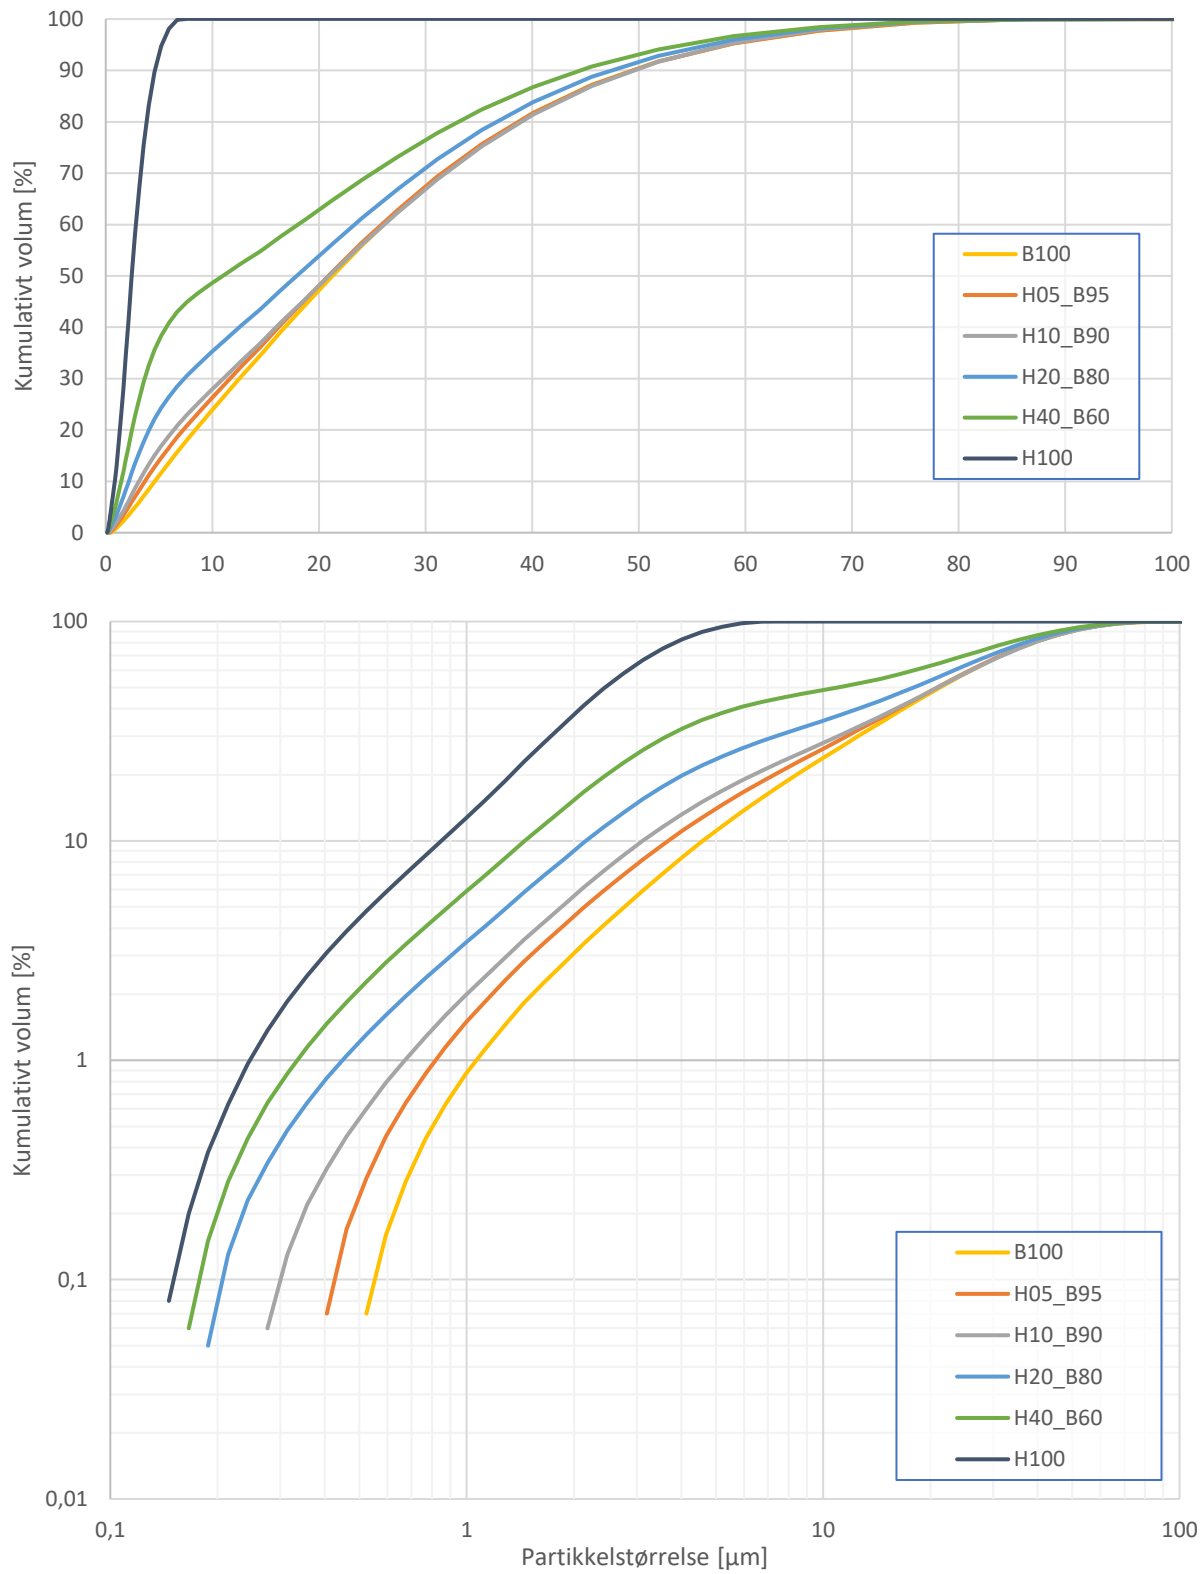 100
90
80
70
60
50
40
30
20
10
0
Kumulativt volum [%]
B100
H05_B95
H10_B90
H20_B80
H40_B60
H100
0 10 20 30 40 50 60 70 80 90 100
100
10
1
0,1
0,01
Kumulativt volum [%]
B100
H05_B95
H10_B90
H20_B80
H40_B60
H100
0,1 1 10 100
Partikkelstørrelse [µm]